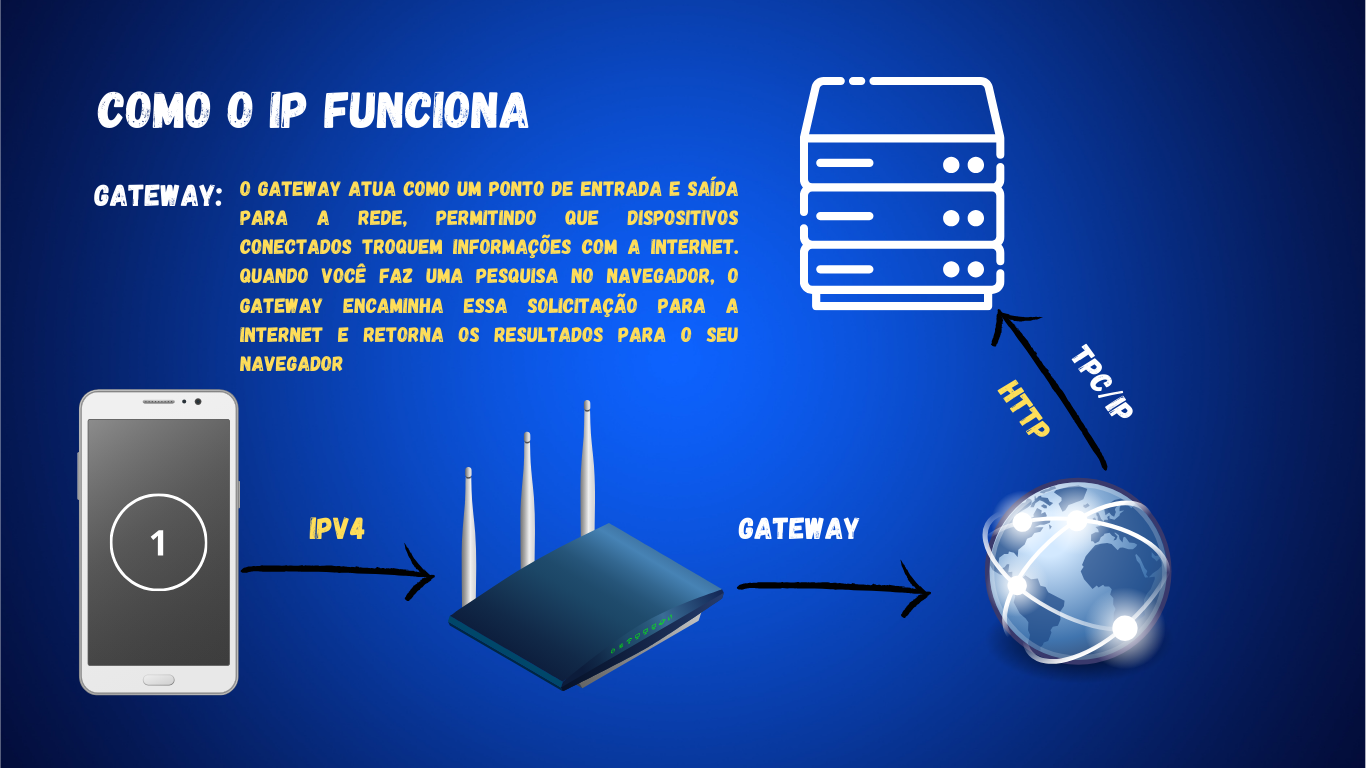 COMO O IP FUNCIONA
GATEWAY:
O GATEWAY ATUA COMO UM PONTO DE ENTRADA E SAÍDA
PARA A REDE, PERMITINDO QUE DISPOSITIVOS
CONECTADOS TROQUEM INFORMAÇÕES COM A INTERNET.
QUANDO VOCÊ FAZ UMA PESQUISA NO NAVEGADOR, O
GATEWAY ENCAMINHA ESSA SOLICITAÇÃO PARA A
INTERNET E RETORNA OS RESULTADOS PARA O SEU
NAVEGADOR
TPC/IP
HTTP
1
IPV4
GATEWAY